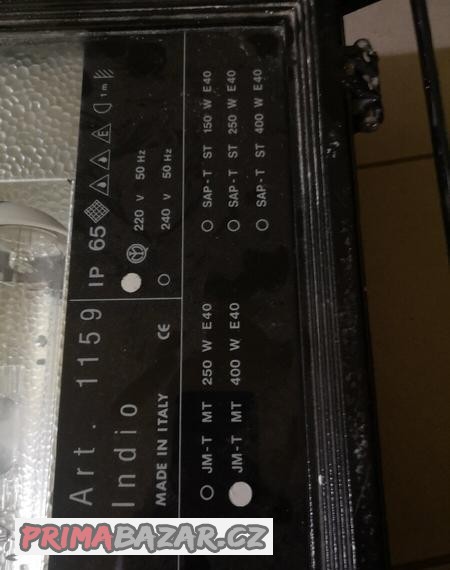 Art. 1159
Indio
MADE IN ITALY
CE
IP 65
E
1m
220 V 50 Hz
240 V 50 Hz
JM-T MT 250 W E40
JM-T MT 400 W E40
SAP-T ST 150 W E40
SAP-T ST 250 W E40
SAP-T ST 400 W E40
PRIMABAZAR.CZ